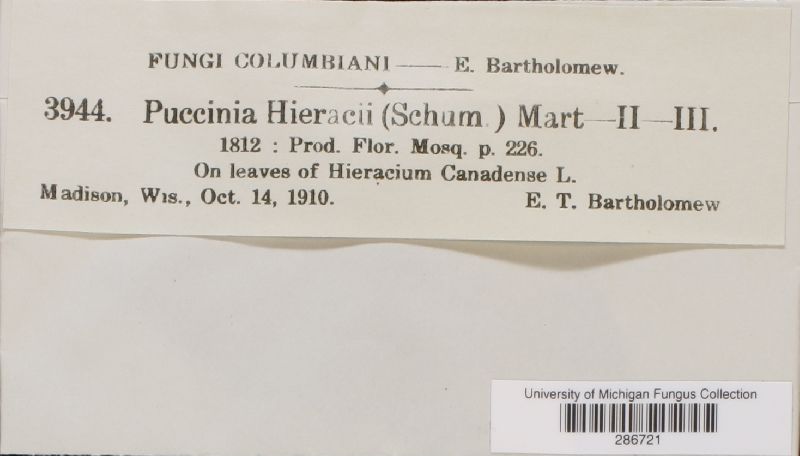 FUNGI COLUMBIANI —— E. Bartholomew.
3944. Puccinia Hieracii (Schum.) Mart—II—III.
1812 : Prod. Flor. Mosq. p. 226.
On leaves of Hieracium Canadense L.
Madison, Wis., Oct. 14, 1910. E. T. Bartholomew
University of Michigan Fungus Collection
286721